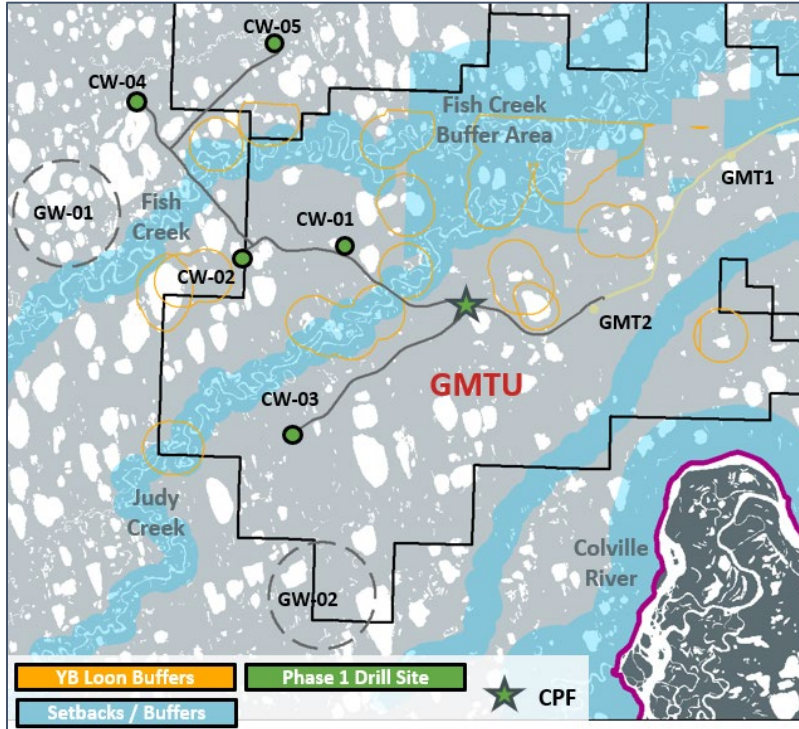 CW-05
CW-04
Fish Creek
Buffer Area
GMT1
GW-01
Fish
Creek
CW-01
CW-02
GMT2
GMTU
CW-03
Judy
Creek
Colville
River
GW-02
YB Loon Buffers
Phase 1 Drill Site
CPF
Setbacks / Buffers